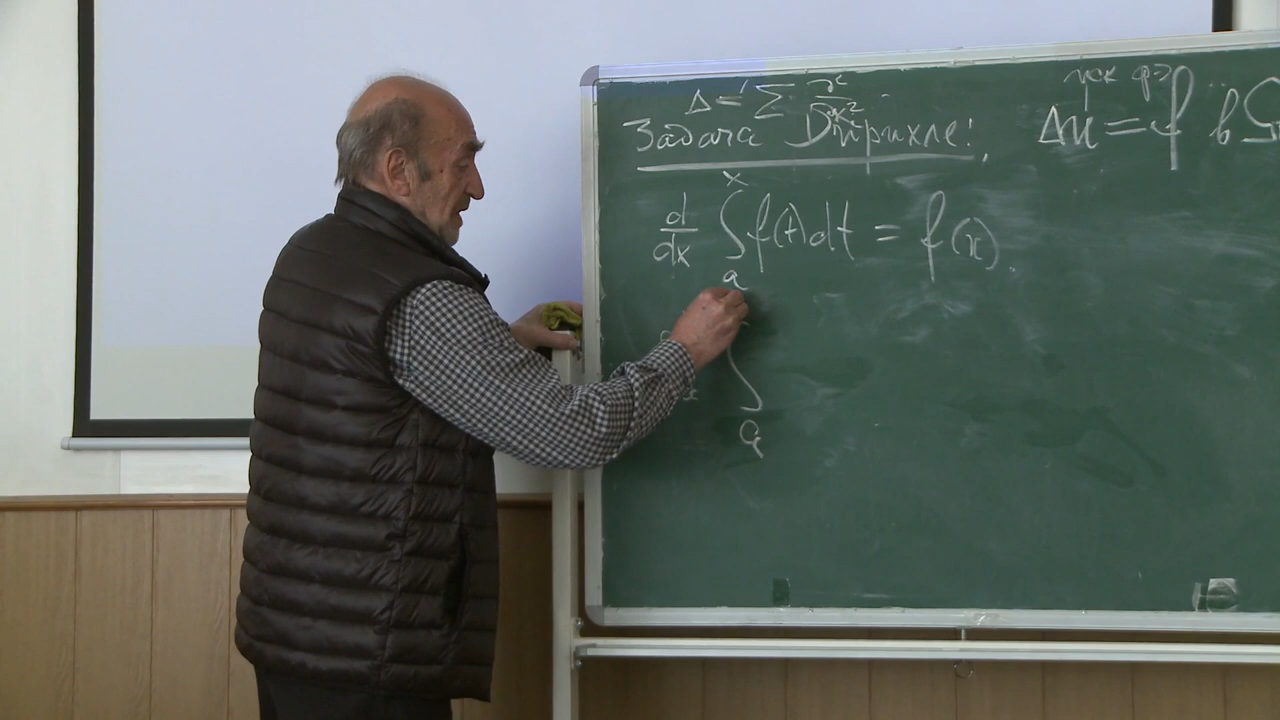 Δ = Σ ∂²/∂x²
Задача Дирихле:
Δu = f в Ω
d/dx ∫ₐˣ f(t)dt = f(x).
∫ a